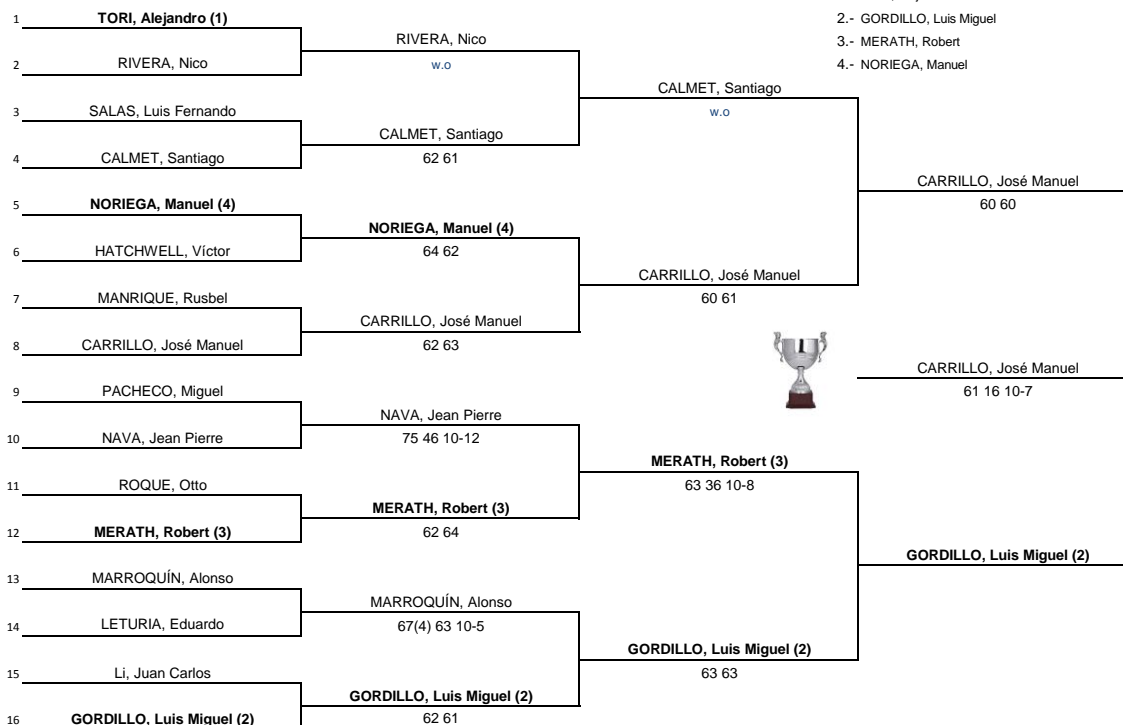 2.- GORDILLO, Luis Miguel
3.- MERATH, Robert
4.- NORIEGA, Manuel
1 TORI, Alejandro (1)
2 RIVERA, Nico
3 SALAS, Luis Fernando
4 CALMET, Santiago
5 NORIEGA, Manuel (4)
6 HATCHWELL, Víctor
7 MANRIQUE, Rusbel
8 CARRILLO, José Manuel
9 PACHECO, Miguel
10 NAVA, Jean Pierre
11 ROQUE, Otto
12 MERATH, Robert (3)
13 MARROQUÍN, Alonso
14 LETURIA, Eduardo
15 Li, Juan Carlos
16 GORDILLO, Luis Miguel (2)
RIVERA, Nico
w.o
CALMET, Santiago
62 61
NORIEGA, Manuel (4)
64 62
CARRILLO, José Manuel
62 63
NAVA, Jean Pierre
75 46 10-12
MERATH, Robert (3)
62 64
MARROQUÍN, Alonso
67(4) 63 10-5
GORDILLO, Luis Miguel (2)
62 61
CALMET, Santiago
w.o
CARRILLO, José Manuel
60 61
MERATH, Robert (3)
63 36 10-8
GORDILLO, Luis Miguel (2)
63 63
CARRILLO, José Manuel
60 60
CARRILLO, José Manuel
61 16 10-7
GORDILLO, Luis Miguel (2)